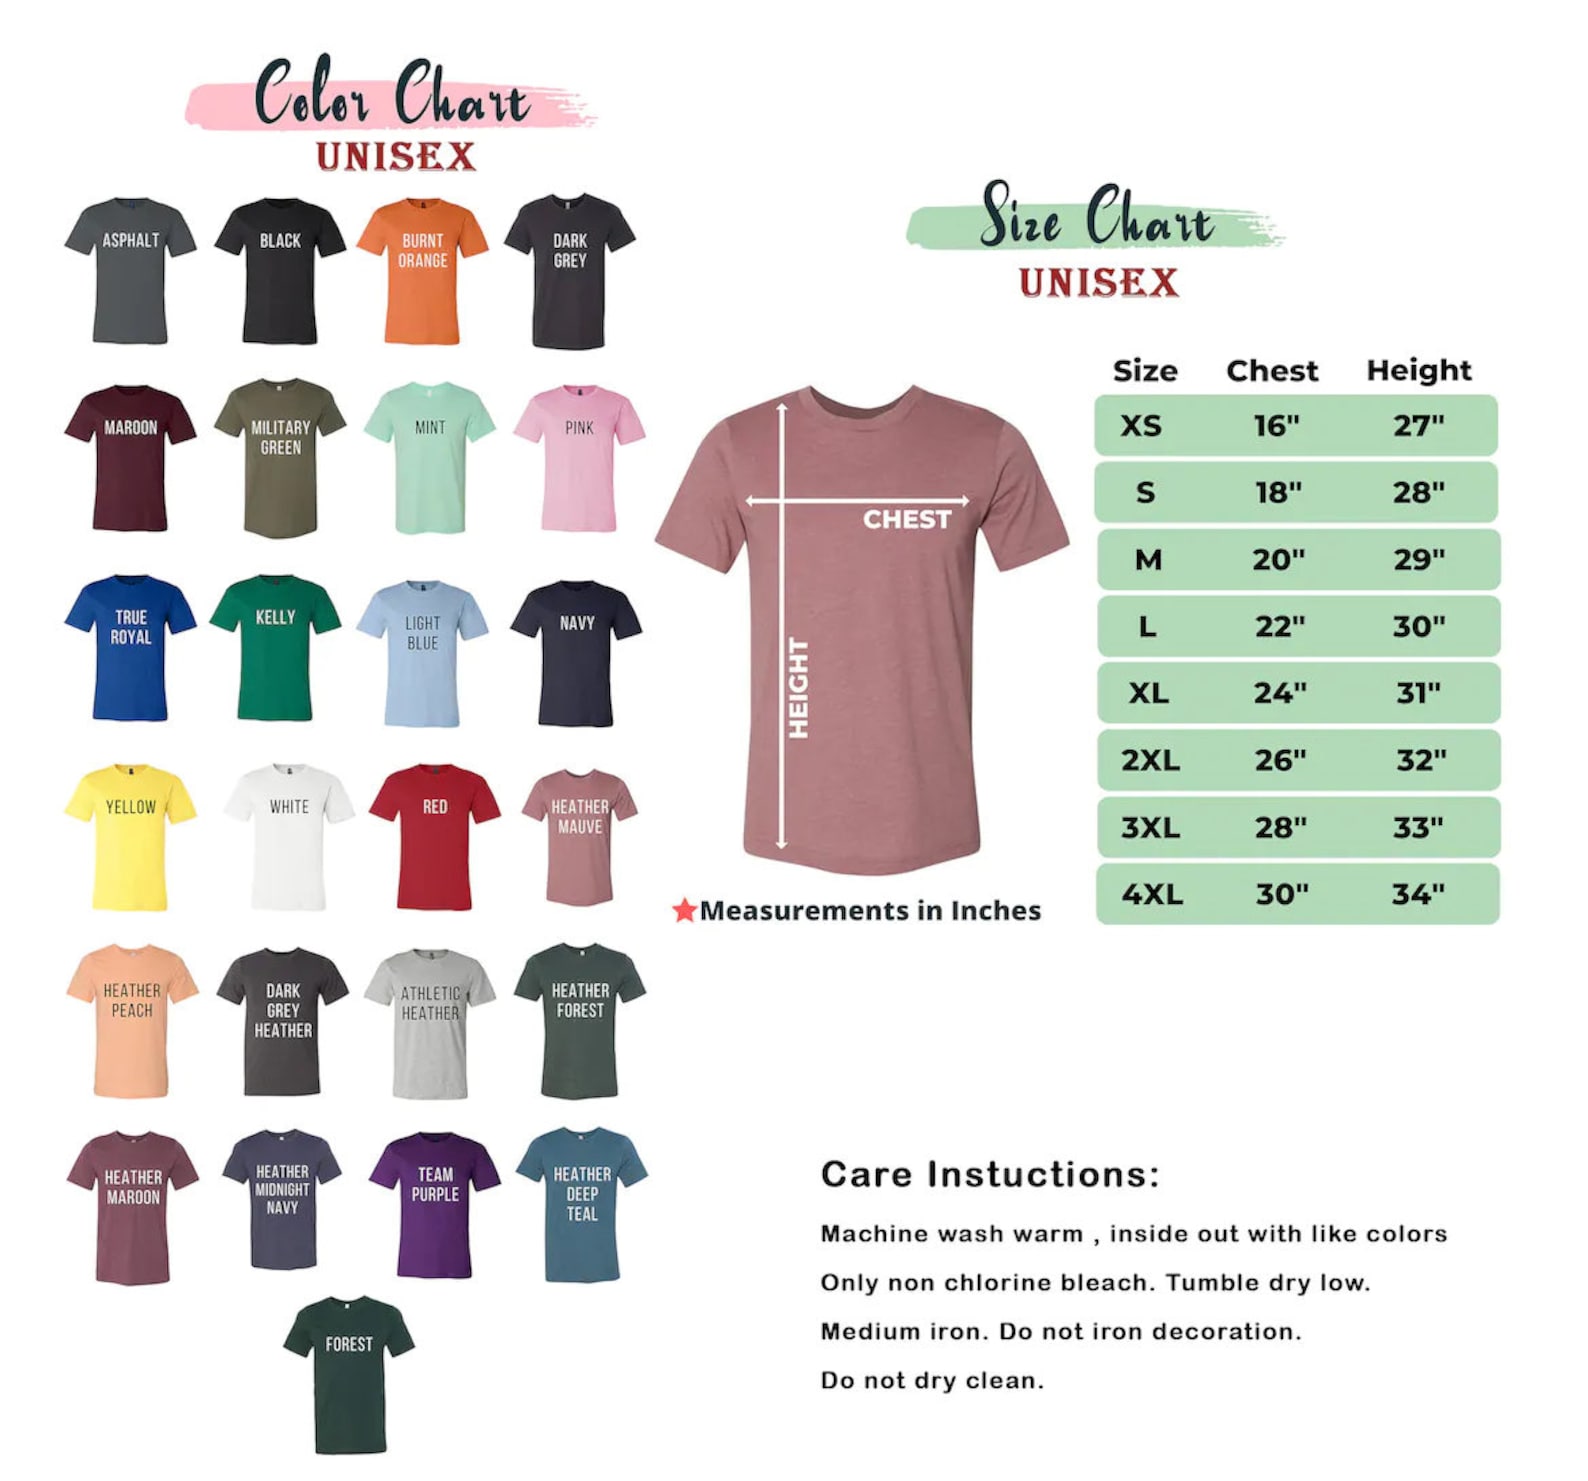 Color Chart
UNISEX
ASPHALT
BLACK
BURNT
ORANGE
DARK
GREY
MAROON
MILITARY
GREEN
MINT
PINK
TRUE
ROYAL
KELLY
LIGHT
BLUE
NAVY
YELLOW
WHITE
RED
HEATHER
MAUVE
HEATHER
PEACH
DARK
GREY
HEATHER
ATHLETIC
HEATHER
HEATHER
FOREST
HEATHER
MAROON
HEATHER
MIDNIGHT
NAVY
TEAM
PURPLE
HEATHER
DEEP
TEAL
FOREST
Size Chart
UNISEX
CHEST
HEIGHT
Measurements in Inches
Size Chest Height
XS 16" 27"
S 18" 28"
M 20" 29"
L 22" 30"
XL 24" 31"
2XL 26" 32"
3XL 28" 33"
4XL 30" 34"
Care Instuctions:
Machine wash warm , inside out with like colors
Only non chlorine bleach. Tumble dry low.
Medium iron. Do not iron decoration.
Do not dry clean.